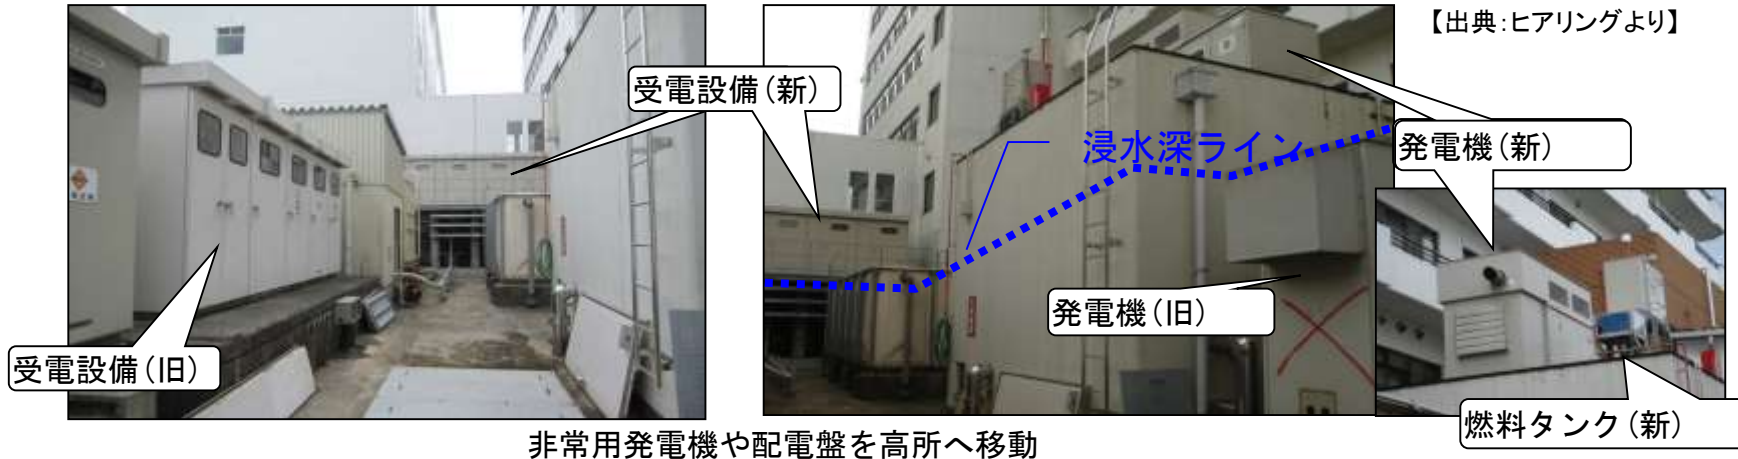 【出典：ヒアリングより】
受電設備（新）
浸水深ライン
発電機（新）
発電機（旧）
受電設備（旧）
燃料タンク（新）
非常用発電機や配電盤を高所へ移動